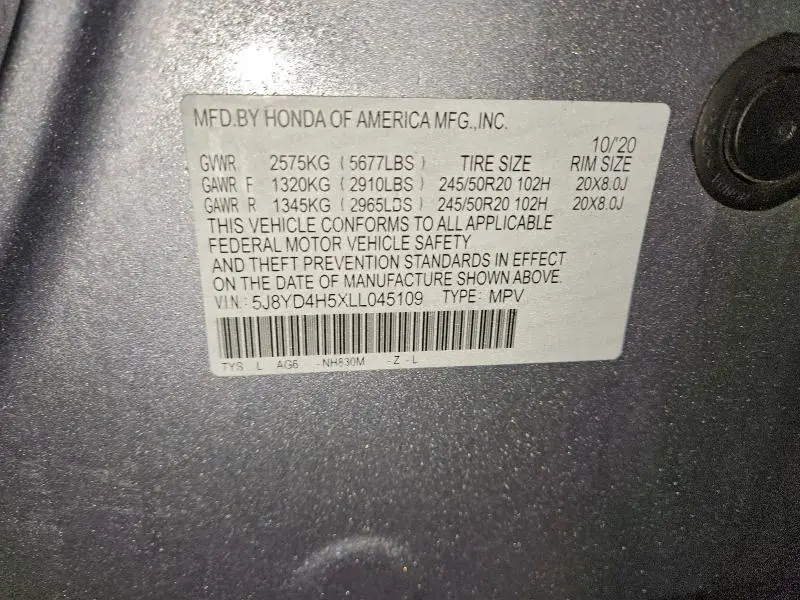 MFD.BY HONDA OF AMERICA MFG.,INC.
10/'20
GVWR 2575KG (5677LBS) TIRE SIZE RIM SIZE
GAWR F 1320KG (2910LBS) 245/50R20 102H 20X8.0J
GAWR R 1345KG (2965LBS) 245/50R20 102H 20X8.0J
THIS VEHICLE CONFORMS TO ALL APPLICABLE
FEDERAL MOTOR VEHICLE SAFETY
AND THEFT PREVENTION STANDARDS IN EFFECT
ON THE DATE OF MANUFACTURE SHOWN ABOVE.
V.I.N.: 5J8YD4H5XLL045109 TYPE: MPV
TYS L AG6 -NH830M -Z-L